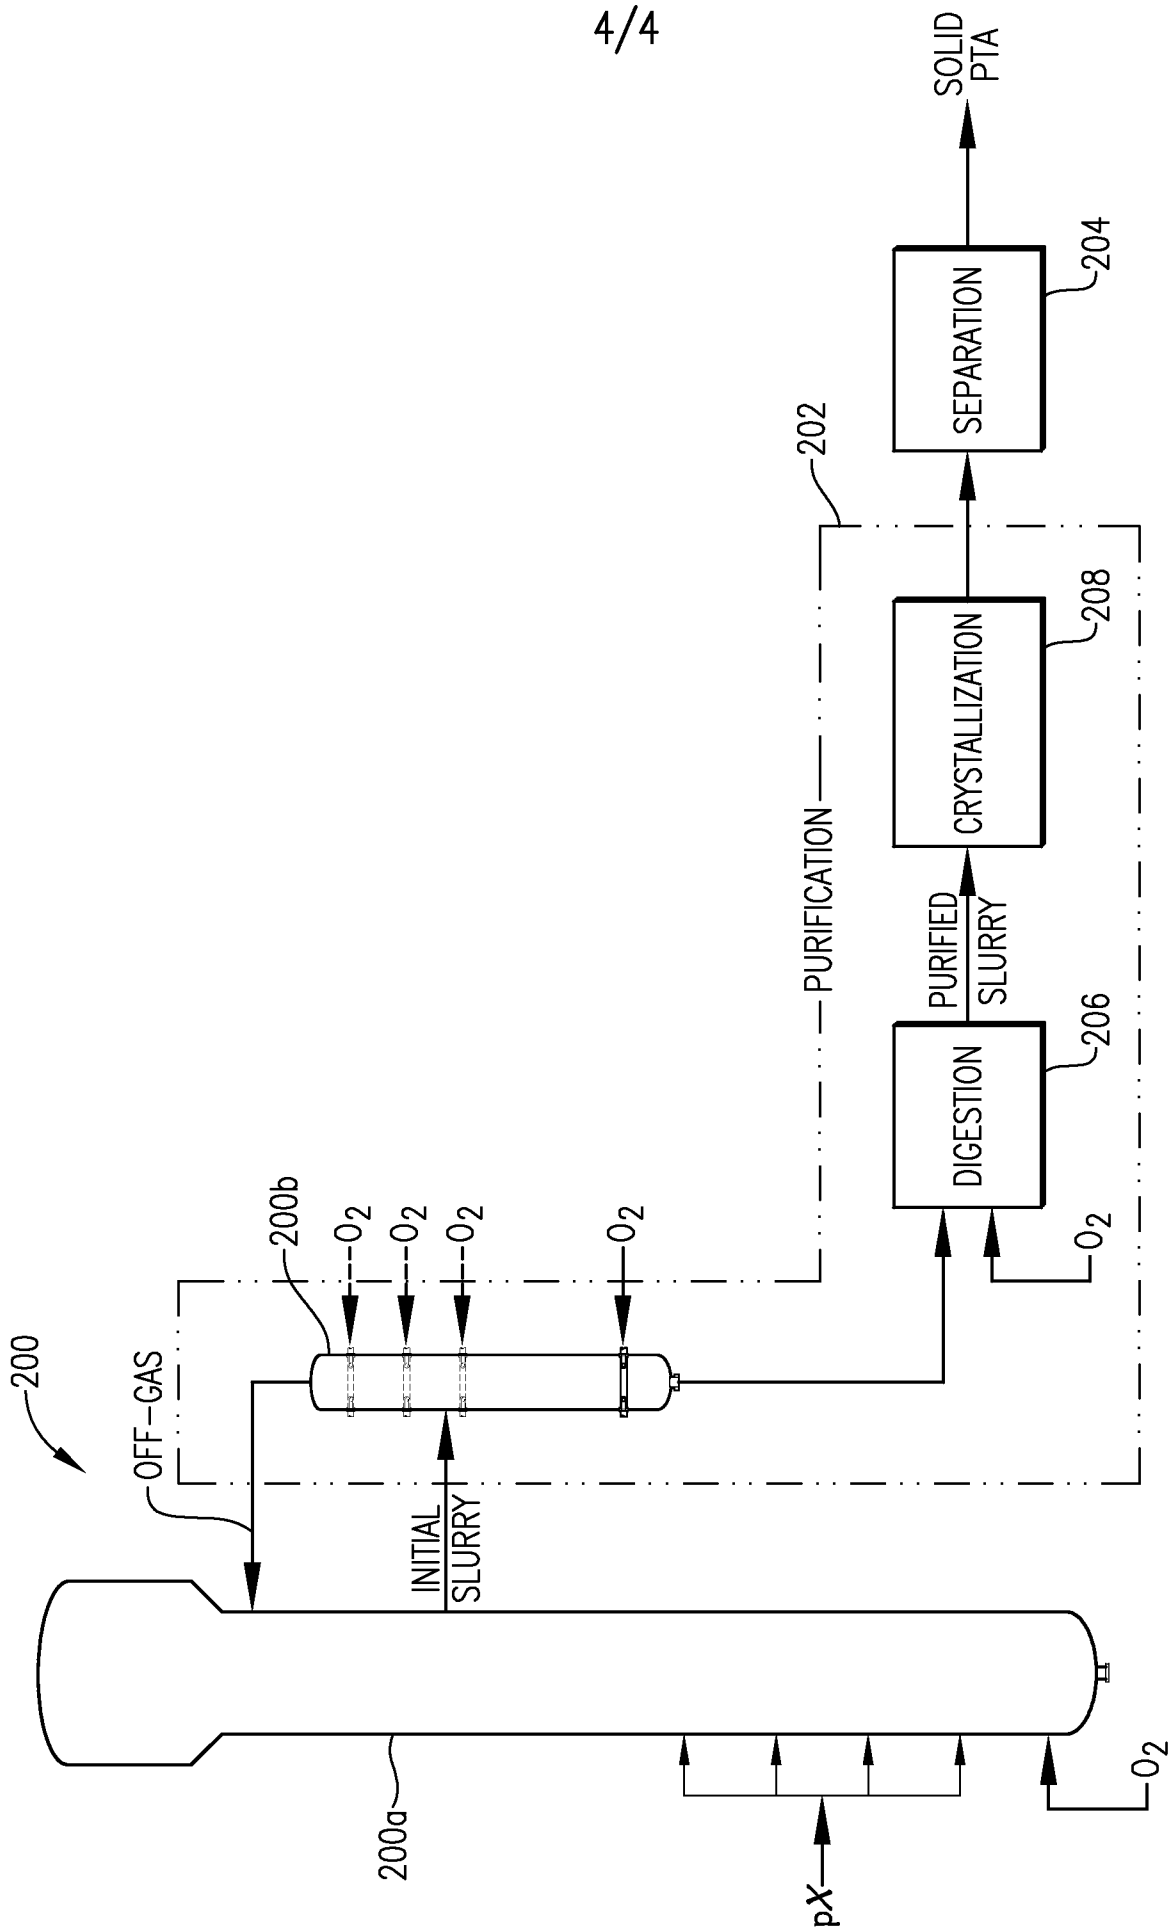 4/4
200
OFF-GAS
200b
O2
O2
O2
O2
INITIAL
SLURRY
200a
pX
O2
PURIFICATION
202
DIGESTION
206
O2
PURIFIED
SLURRY
CRYSTALLIZATION
208
SEPARATION
204
SOLID
PTA